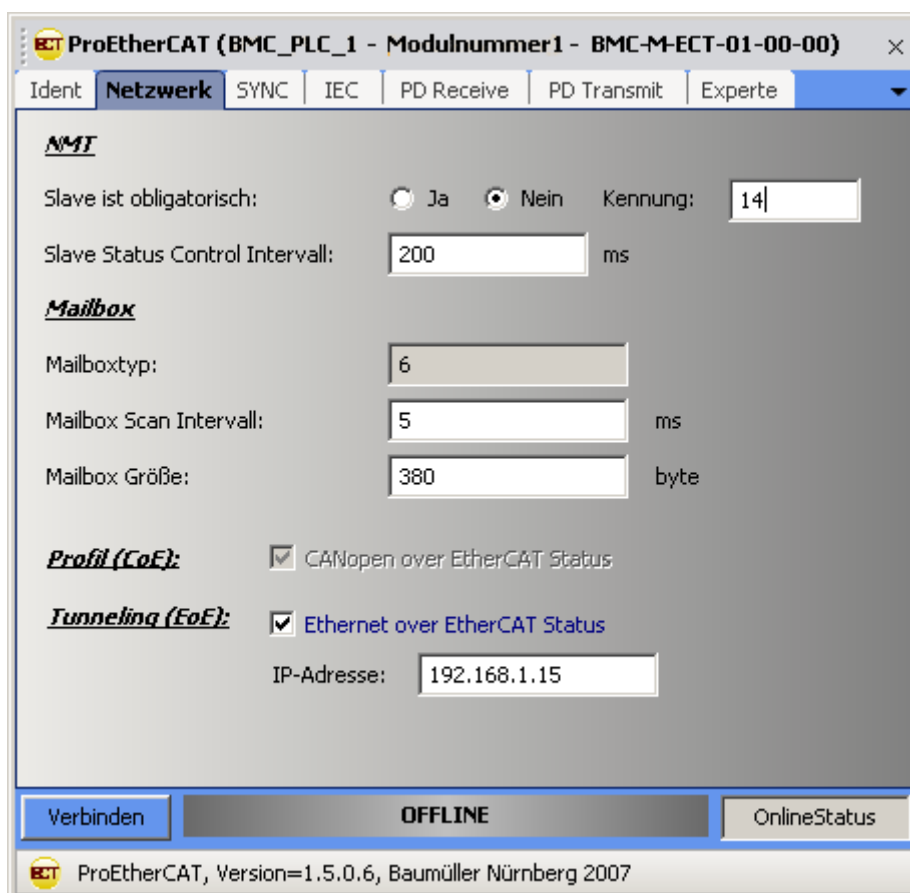 ECT ProEtherCAT (BMC_PLC_1 - Modulnummer1 - BMC-M-ECT-01-00-00)
Ident Netzwerk SYNC IEC PD Receive PD Transmit Experte
NMT
Slave ist obligatorisch: Ja Nein Kennung: 14
Slave Status Control Intervall: 200 ms
Mailbox
Mailboxtyp: 6
Mailbox Scan Intervall: 5 ms
Mailbox Größe: 380 byte
Profil (CoE): CANopen over EtherCAT Status
Tunneling (EoE): Ethernet over EtherCAT Status
IP-Adresse: 192.168.1.15
Verbinden OFFLINE OnlineStatus
ECT ProEtherCAT, Version=1.5.0.6, Baumüller Nürnberg 2007